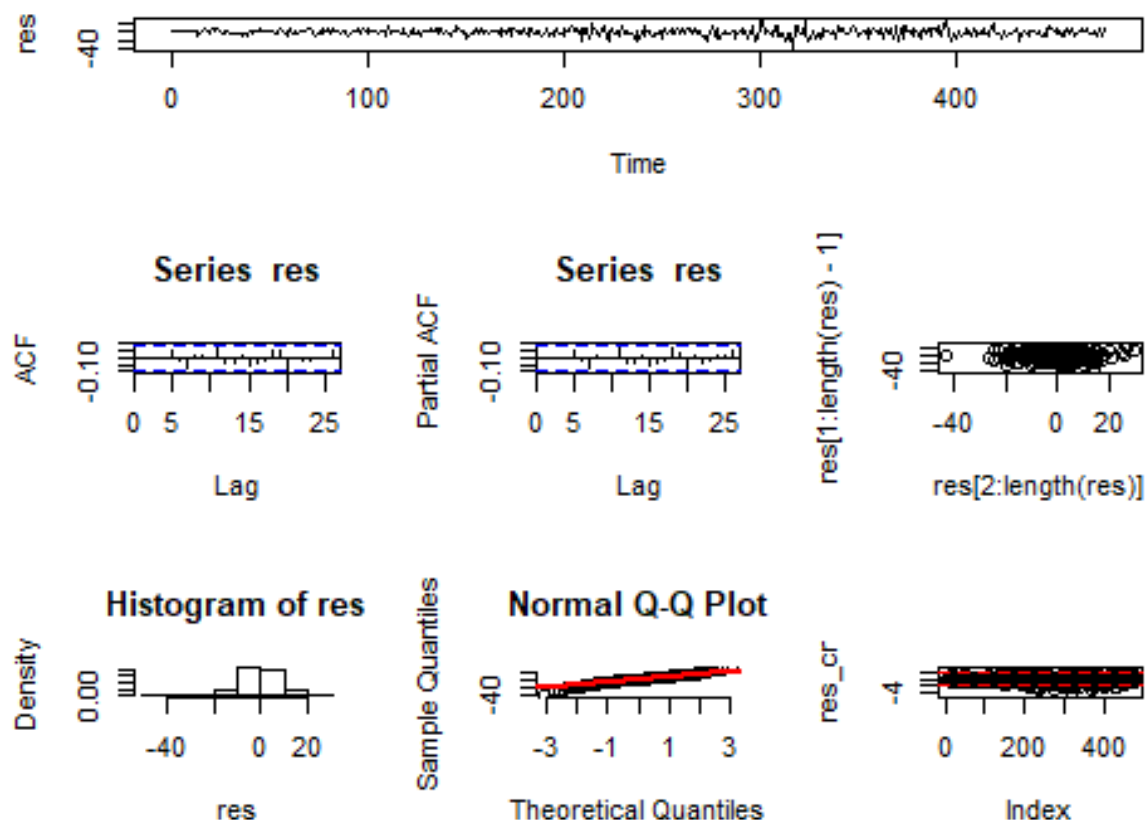 res
-40
0 100 200 300 400
Time
Series res
ACF
-0.10
0 5 15 25
Lag
Series res
Partial ACF
-0.10
0 5 15 25
Lag
res[1:length(res) - 1]
-40
-40 0 20
res[2:length(res)]
Histogram of res
Density
0.00
-40 0 20
res
Normal Q-Q Plot
Sample Quantiles
-40
-3 -1 1 3
Theoretical Quantiles
res_cr
-4
0 200 400
Index